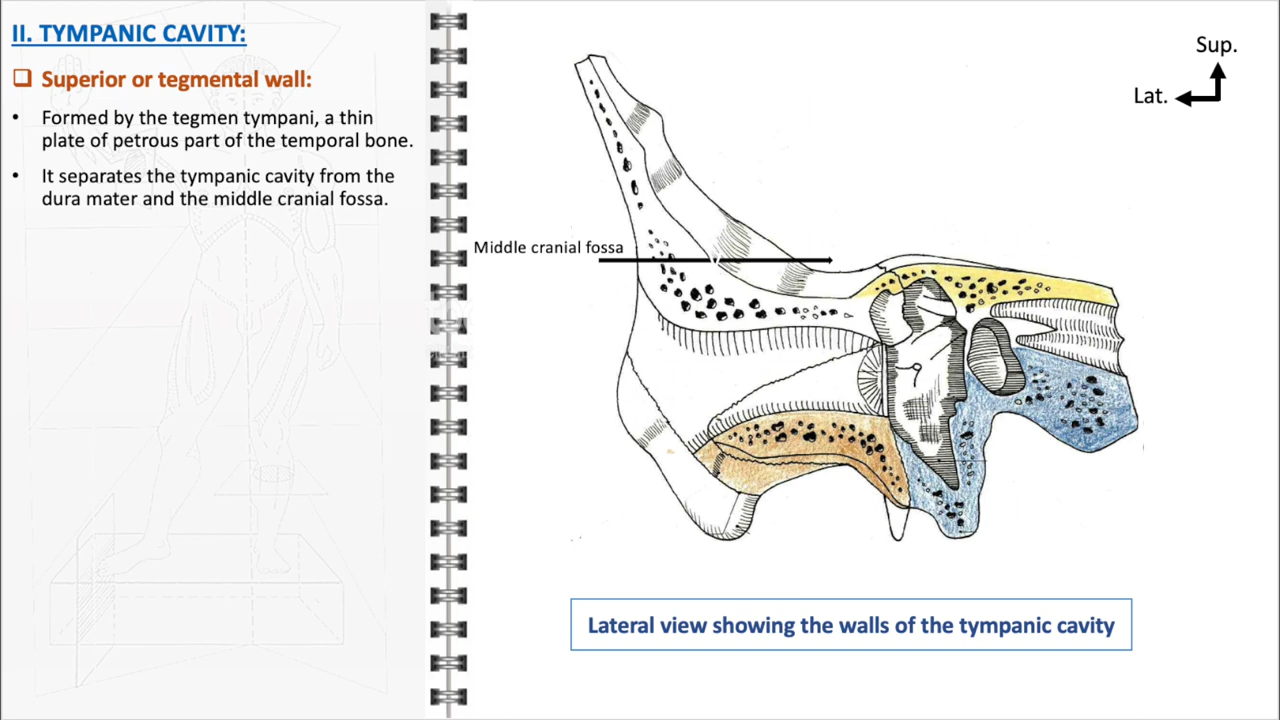 II. TYMPANIC CAVITY:
Superior or tegmental wall:
• Formed by the tegmen tympani, a thin
plate of petrous part of the temporal bone.
• It separates the tympanic cavity from the
dura mater and the middle cranial fossa.
Sup.
Lat.
Middle cranial fossa
Lateral view showing the walls of the tympanic cavity